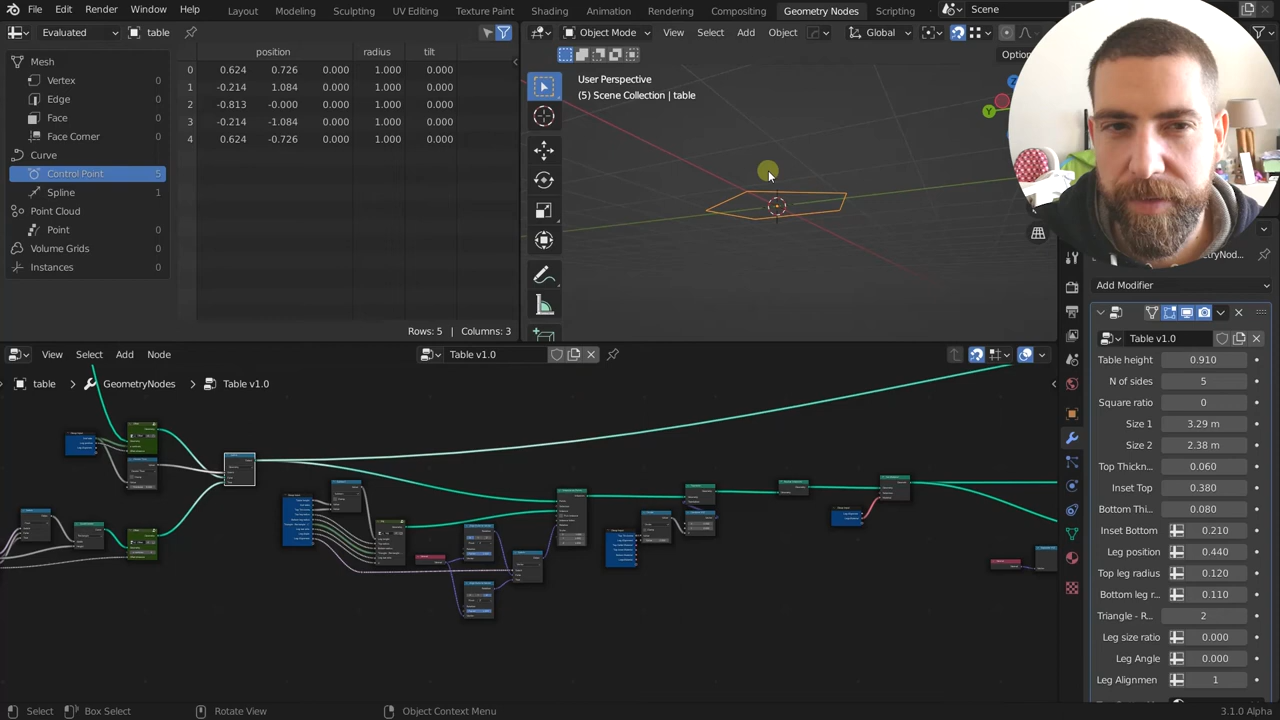 File Edit Render Window Help Layout Modeling Sculpting UV Editing Texture Paint Shading Animation Rendering Compositing Geometry Nodes Scripting Scene
Evaluated table
Mesh
Vertex 0
Edge 0
Face 0
Face Corner 0
Curve
Control Point 5
Spline 1
Point Cloud
Point 0
Volume Grids 0
Instances 0
position radius tilt
0 0.624 0.726 0.000 1.000 0.000
1 -0.214 1.084 0.000 1.000 0.000
2 -0.813 -0.000 0.000 1.000 0.000
3 -0.214 -1.084 0.000 1.000 0.000
4 0.624 -0.726 0.000 1.000 0.000
Rows: 5 | Columns: 3
Object Mode View Select Add Object Global
Options
User Perspective
(5) Scene Collection | table
Y
View Select Add Node Table v1.0
table GeometryNodes Table v1.0
Add Modifier
Table v1.0
Table height 0.910
N of sides 5
Square ratio 0
Size 1 3.29 m
Size 2 2.38 m
Top Thickn... 0.060
Inset Top 0.380
Bottom Thi... 0.080
Inset Bottom 0.210
Leg position 0.440
Top leg radius 0.120
Bottom leg r... 0.110
Triangle - R... 2
Leg size ratio 0.000
Leg Angle 0.000
Leg Alignmen 1
Select Box Select Rotate View Object Context Menu 3.1.0 Alpha